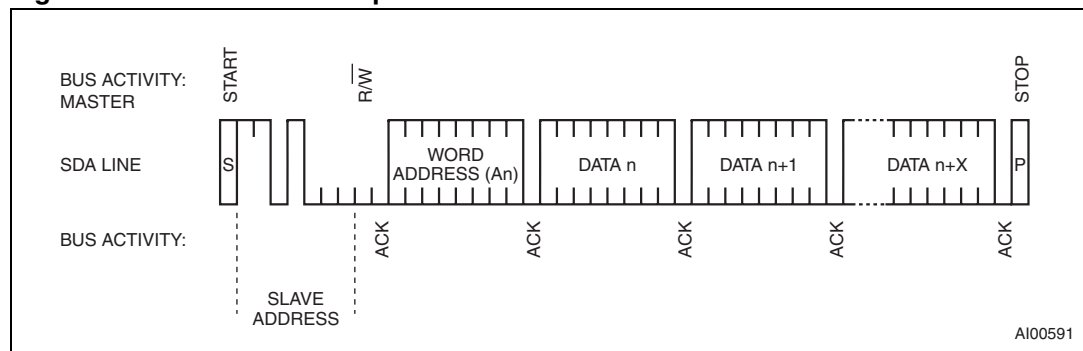 BUS ACTIVITY:
MASTER
START
R/W
STOP
SDA LINE
S
WORD
ADDRESS (An)
DATA n
DATA n+1
DATA n+X
P
BUS ACTIVITY:
ACK
ACK
ACK
ACK
ACK
SLAVE
ADDRESS
AI00591